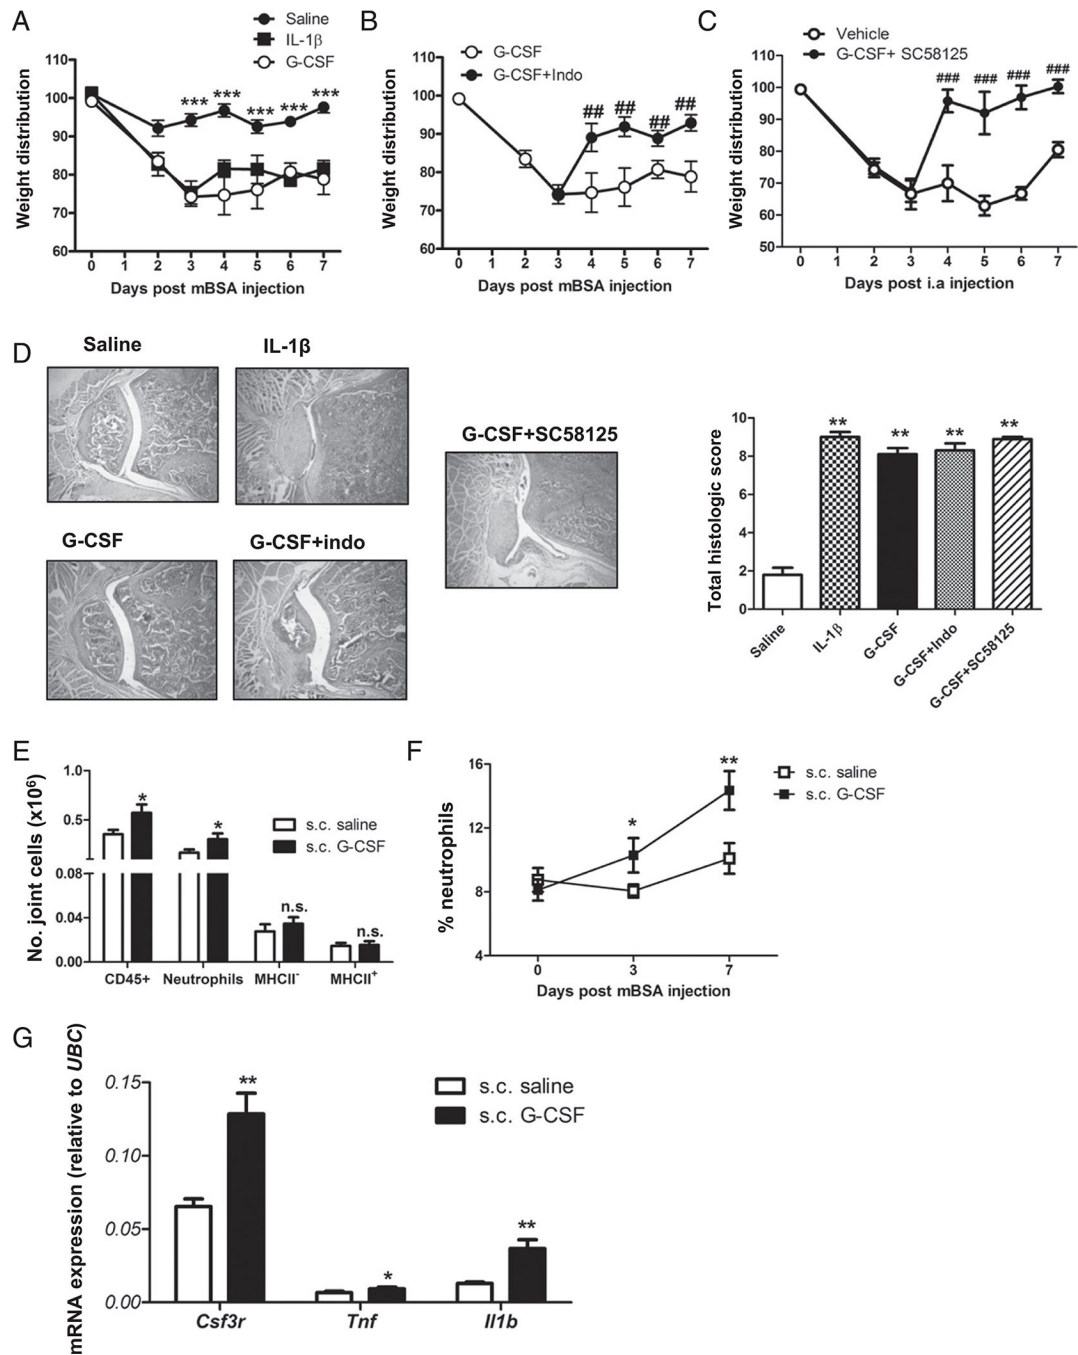 A
Saline
IL-1β
G-CSF
Weight distribution
110
100
90
80
70
60
*** *** *** *** ***
0 1 2 3 4 5 6 7
Days post mBSA injection
B
G-CSF
G-CSF+Indo
Weight distribution
110
100
90
80
70
60
## ## ## ##
0 1 2 3 4 5 6 7
Days post mBSA injection
C
Vehicle
G-CSF+ SC58125
Weight distribution
110
100
90
80
70
60
50
### ### ### ###
0 1 2 3 4 5 6 7
Days post i.a injection
D
Saline
IL-1β
G-CSF
G-CSF+indo
G-CSF+SC58125
Total histologic score
10
8
6
4
2
0
** ** ** **
Saline
IL-1β
G-CSF
G-CSF+Indo
G-CSF+SC58125
E
No. joint cells (x10⁶)
1.0
0.5
0.08
0.04
0.00
* * n.s. n.s.
s.c. saline
s.c. G-CSF
CD45+ Neutrophils MHCII⁻ MHCII⁺
F
% neutrophils
16
12
8
4
* **
s.c. saline
s.c. G-CSF
0 3 7
Days post mBSA injection
G
mRNA expression (relative to UBC)
0.15
0.10
0.05
0.00
** * **
s.c. saline
s.c. G-CSF
Csf3r Tnf Il1b